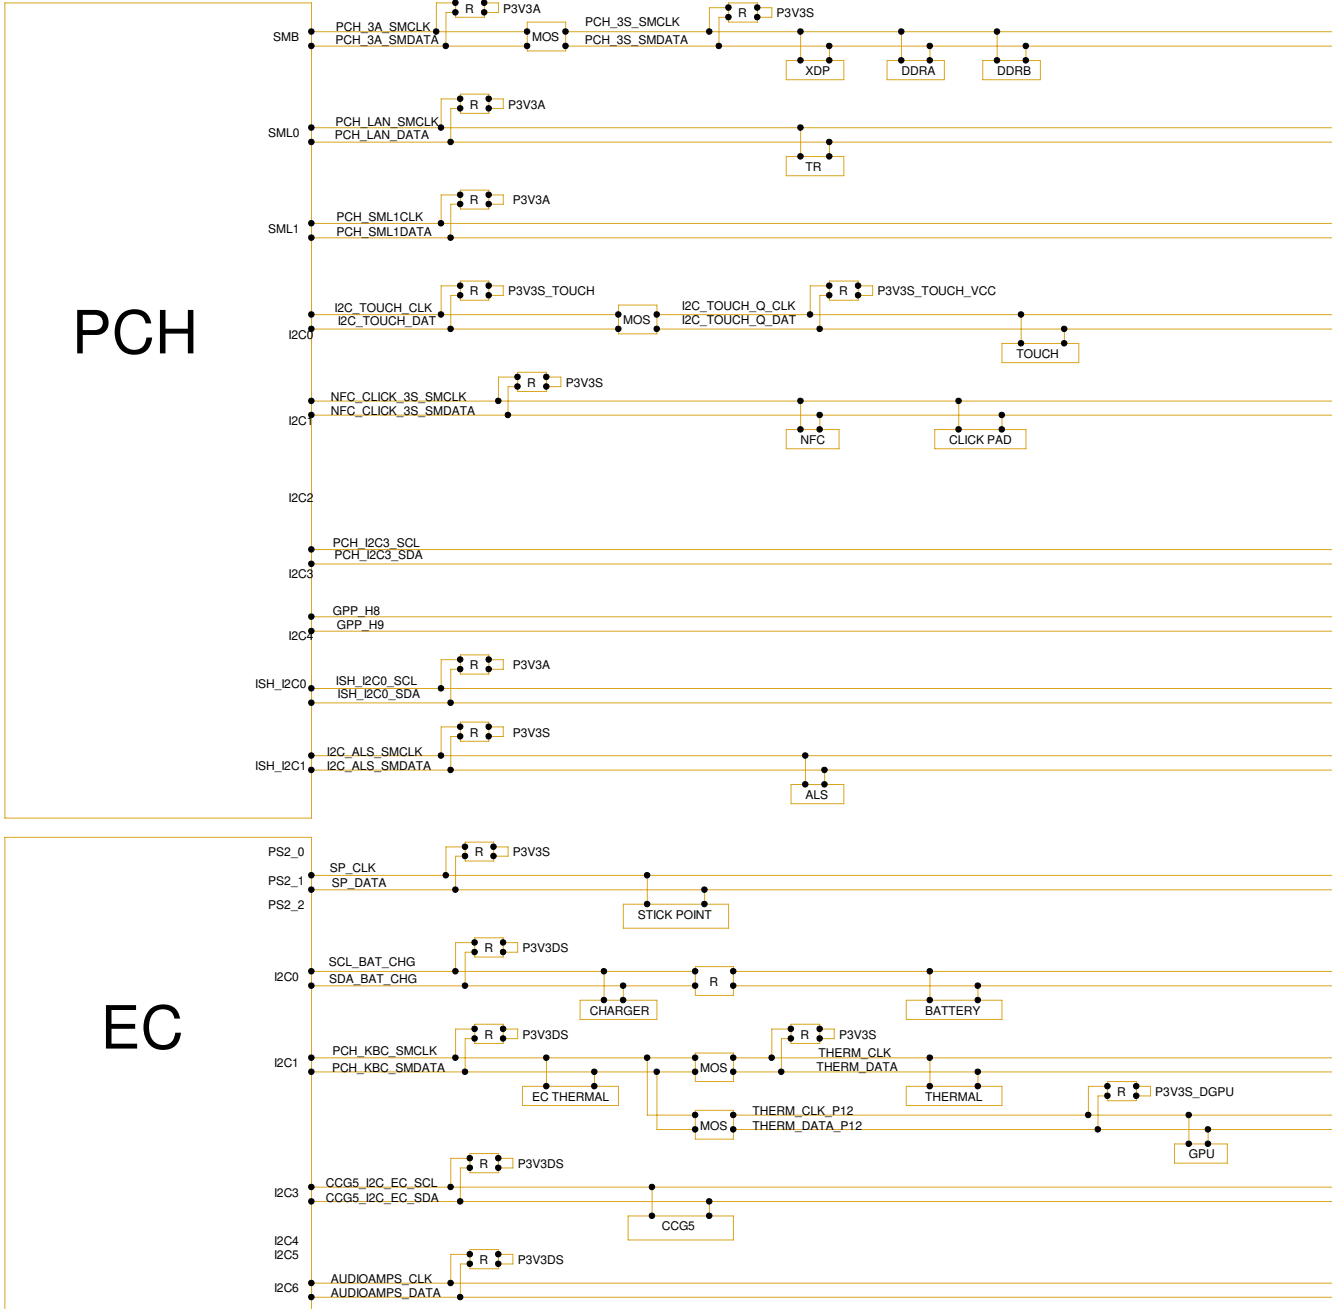 R P3V3A
R P3V3S
SMB PCH_3A_SMCLK MOS PCH_3S_SMCLK
PCH_3A_SMDATA PCH_3S_SMDATA
XDP DDRA DDRB
R P3V3A
SML0 PCH_LAN_SMCLK
PCH_LAN_DATA
TR
R P3V3A
SML1 PCH_SML1CLK
PCH_SML1DATA
PCH
R P3V3S_TOUCH
R P3V3S_TOUCH_VCC
I2C0 I2C_TOUCH_CLK MOS I2C_TOUCH_Q_CLK
I2C_TOUCH_DAT I2C_TOUCH_Q_DAT
TOUCH
R P3V3S
I2C1 NFC_CLICK_3S_SMCLK
NFC_CLICK_3S_SMDATA
NFC CLICK PAD
I2C2
PCH_I2C3_SCL
PCH_I2C3_SDA
I2C3
GPP_H8
GPP_H9
I2C4
R P3V3A
ISH_I2C0 ISH_I2C0_SCL
ISH_I2C0_SDA
R P3V3S
ISH_I2C1 I2C_ALS_SMCLK
I2C_ALS_SMDATA
ALS
EC
PS2_0 R P3V3S
SP_CLK
PS2_1 SP_DATA
PS2_2
STICK POINT
R P3V3DS
I2C0 SCL_BAT_CHG R
SDA_BAT_CHG
CHARGER BATTERY
R P3V3DS
R P3V3S
I2C1 PCH_KBC_SMCLK MOS THERM_CLK
PCH_KBC_SMDATA THERM_DATA
EC THERMAL THERMAL
R P3V3S_DGPU
MOS THERM_CLK_P12
THERM_DATA_P12
GPU
R P3V3DS
I2C3 CCG5_I2C_EC_SCL
CCG5_I2C_EC_SDA
CCG5
I2C4
I2C5
R P3V3DS
I2C6 AUDIOAMPS_CLK
AUDIOAMPS_DATA